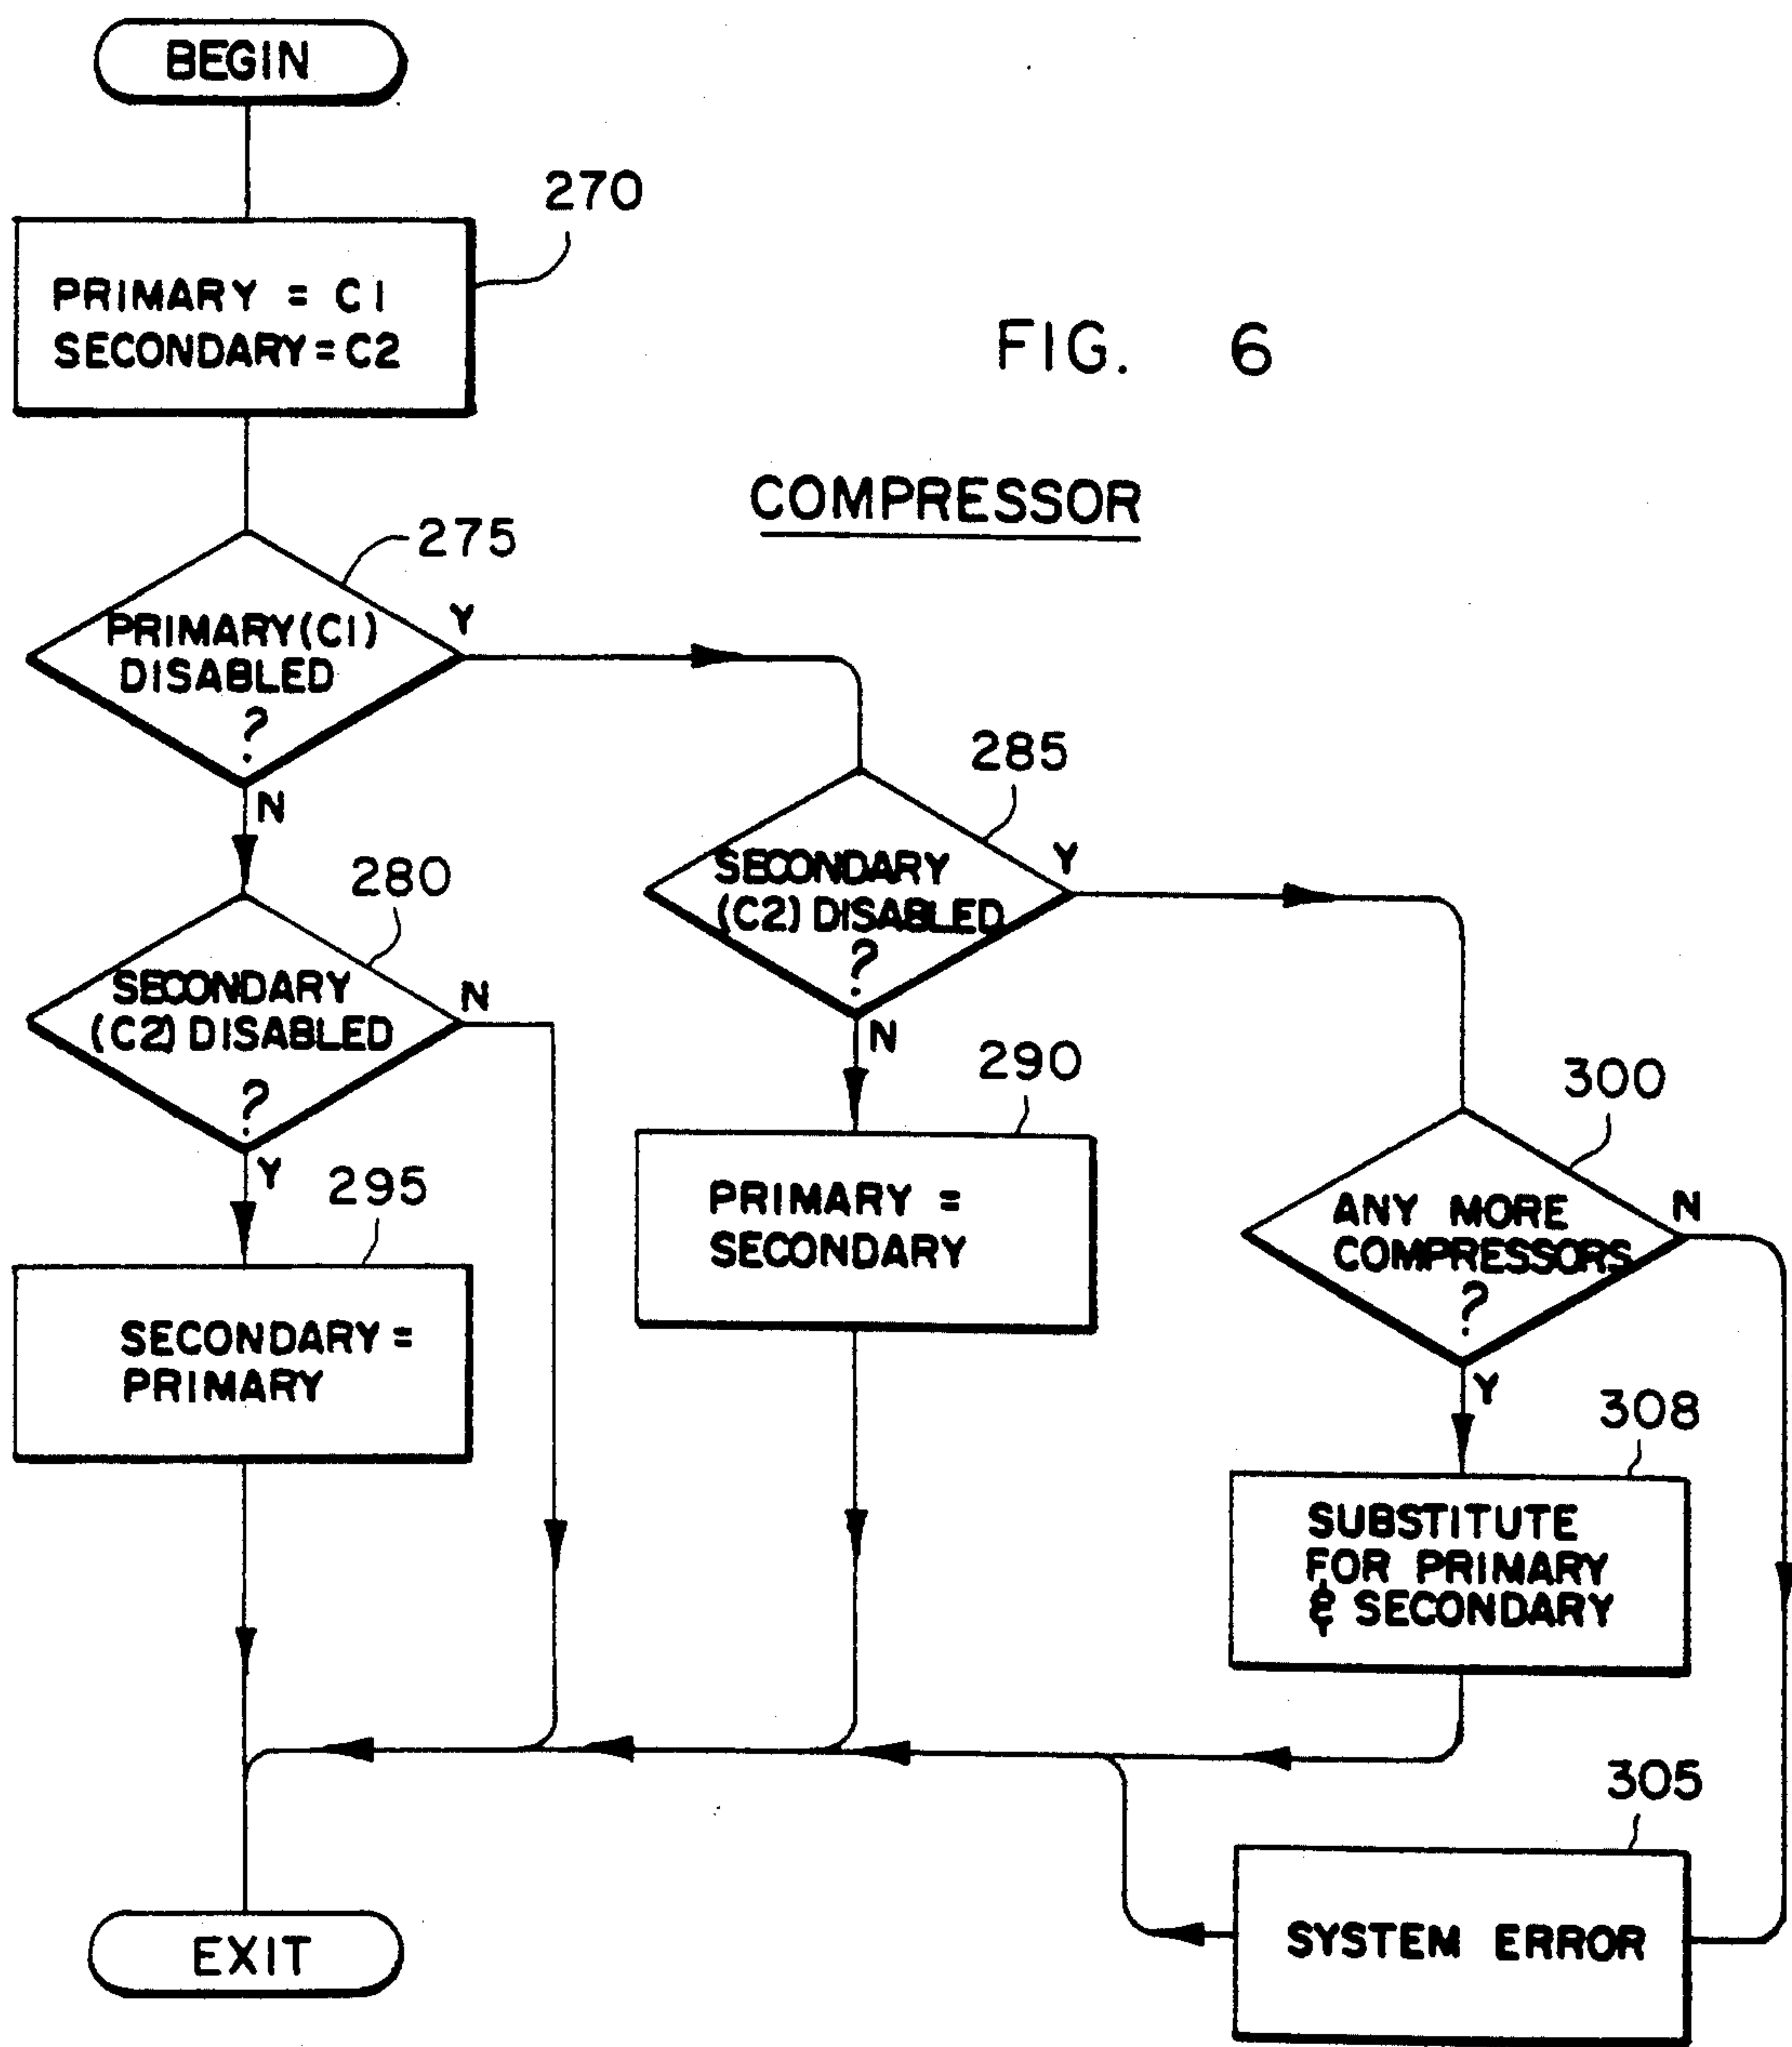 BEGIN
270
PRIMARY = C1
SECONDARY = C2
FIG. 6
COMPRESSOR
275
PRIMARY (C1)
DISABLED
?
Y
N
285
SECONDARY
(C2) DISABLED
?
Y
N
280
SECONDARY
(C2) DISABLED
?
N
Y
290
PRIMARY =
SECONDARY
300
ANY MORE
COMPRESSORS
?
N
Y
295
SECONDARY =
PRIMARY
308
SUBSTITUTE
FOR PRIMARY
& SECONDARY
305
SYSTEM ERROR
EXIT